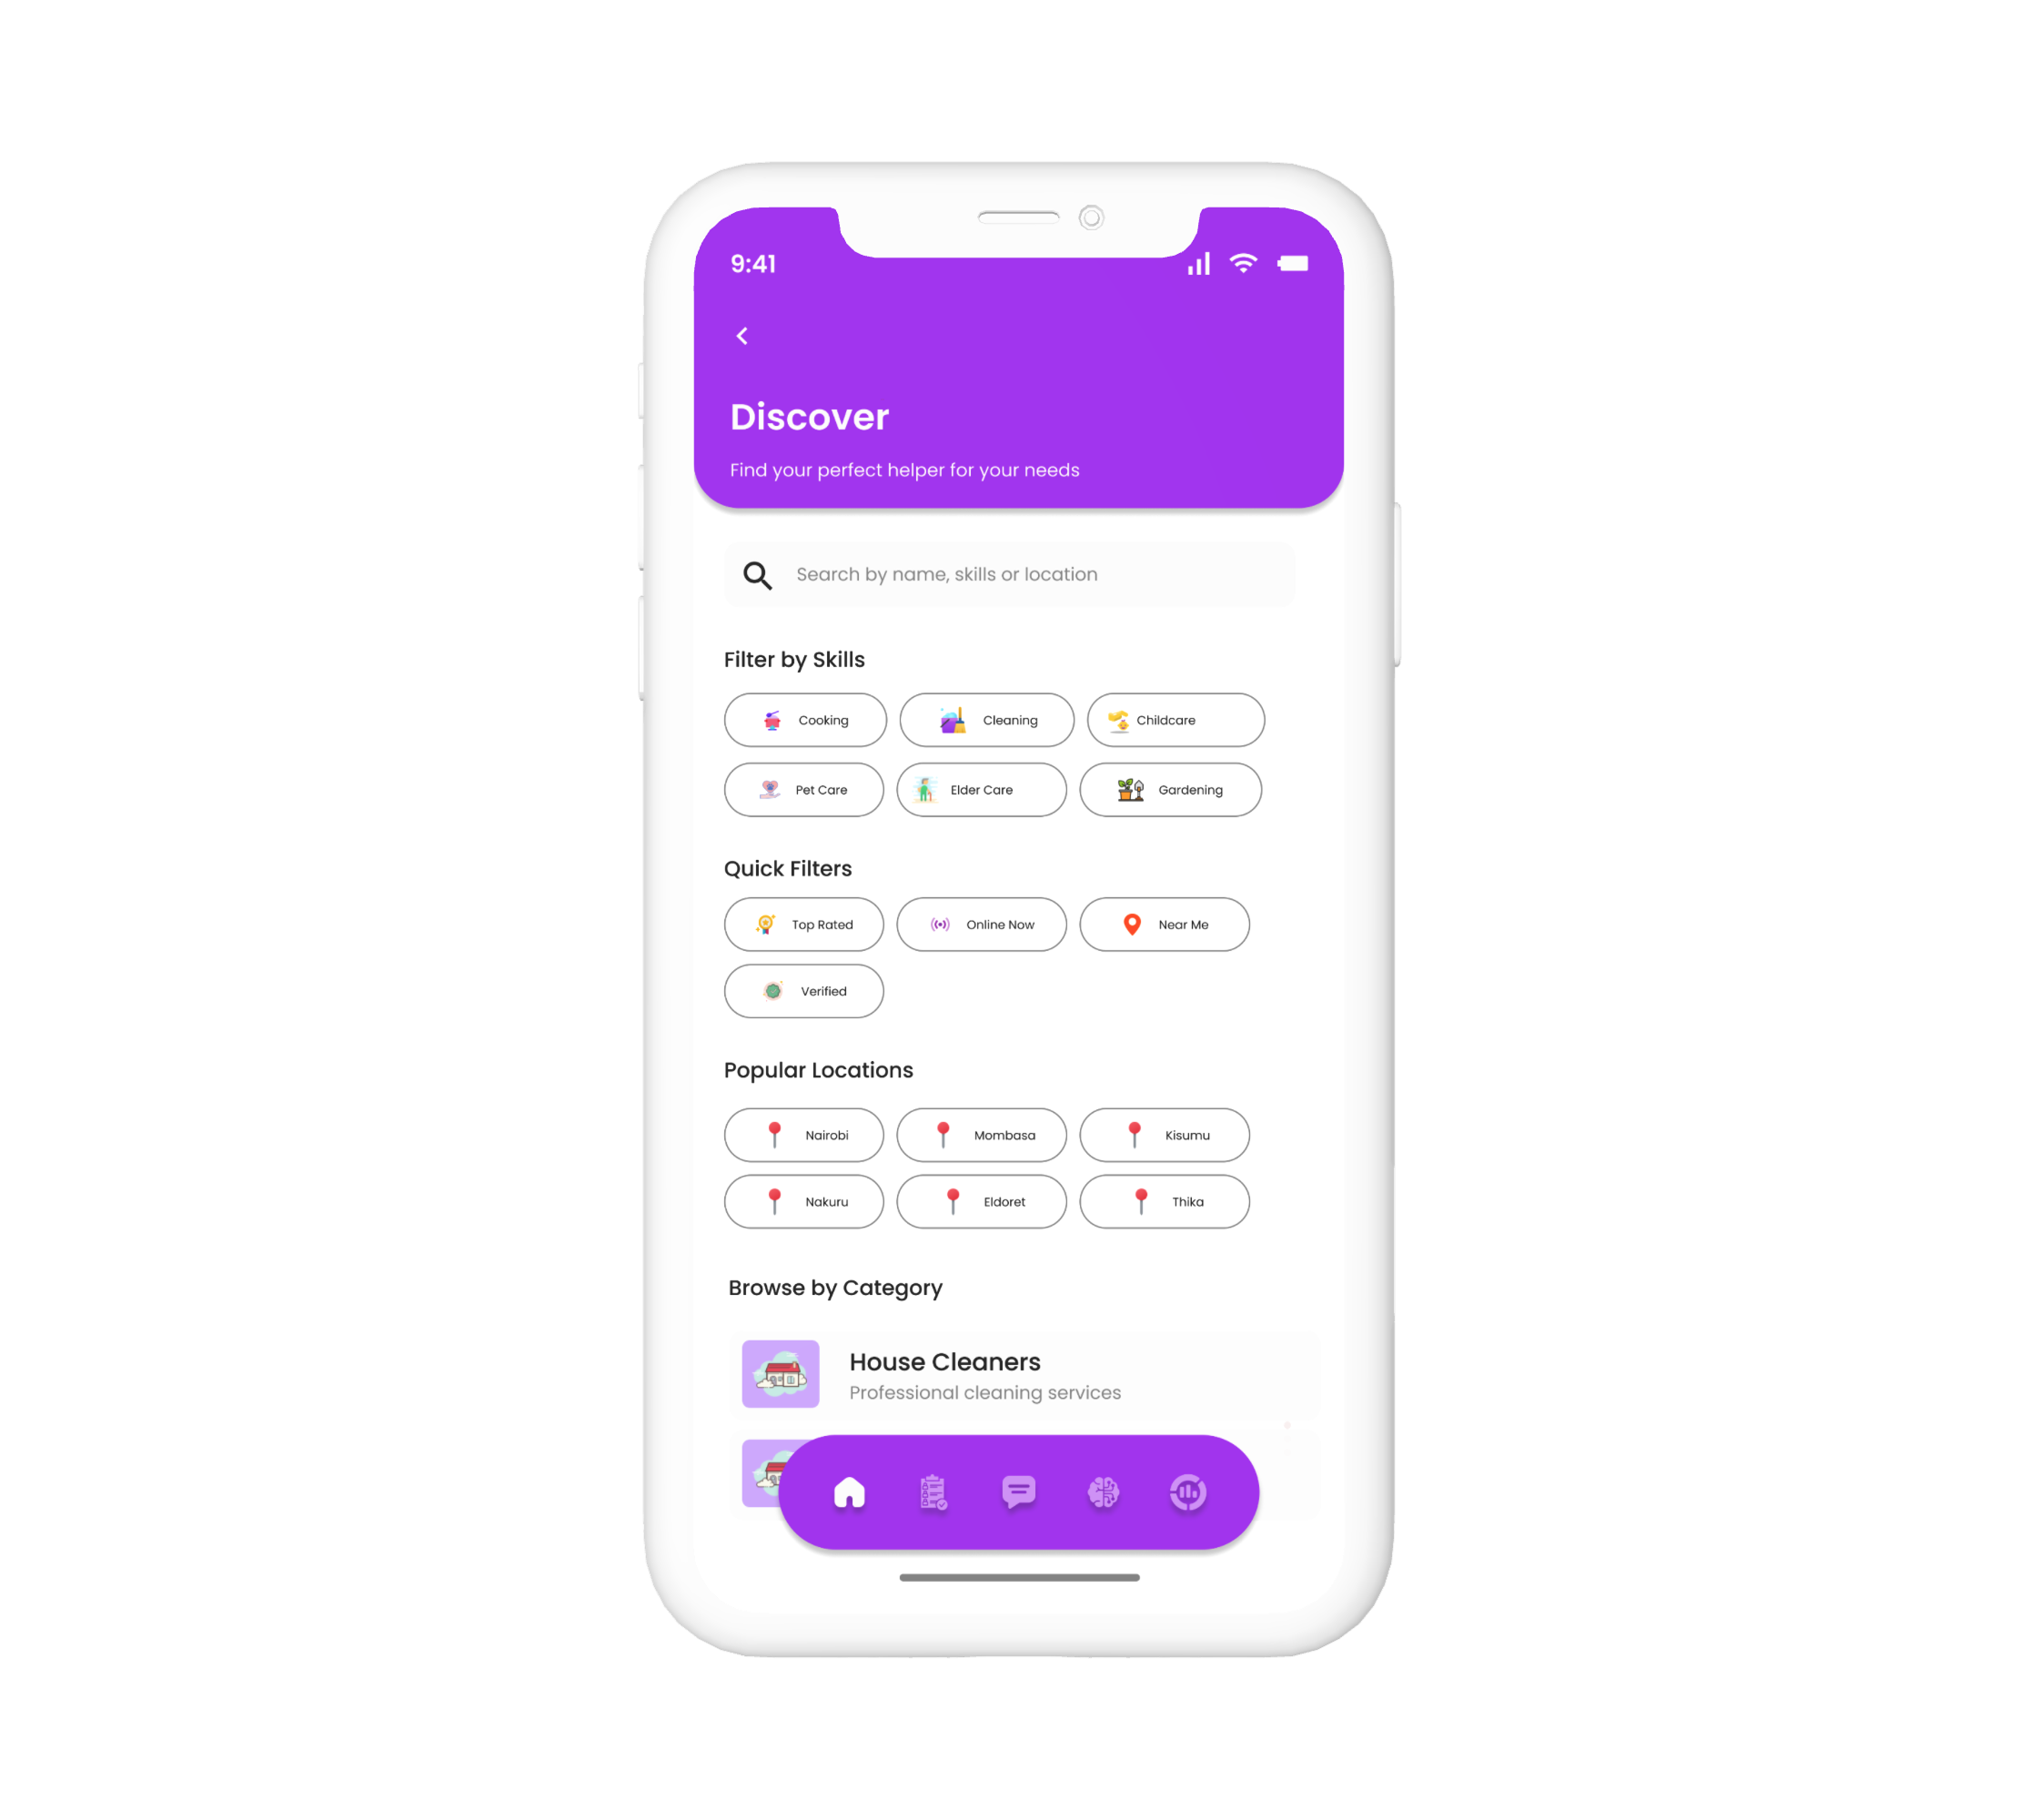 9:41
Discover
Find your perfect helper for your needs
Search by name, skills or location
Filter by Skills
Cooking Cleaning Childcare
Pet Care Elder Care Gardening
Quick Filters
Top Rated Online Now Near Me
Verified
Popular Locations
Nairobi Mombasa Kisumu
Nakuru Eldoret Thika
Browse by Category
House Cleaners
Professional cleaning services